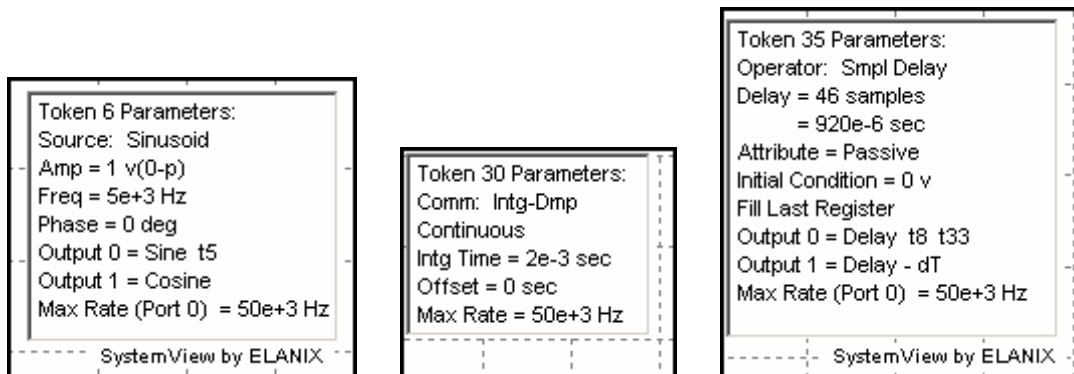 Token 6 Parameters:
Source: Sinusoid
Amp = 1 v(0-p)
Freq = 5e+3 Hz
Phase = 0 deg
Output 0 = Sine t5
Output 1 = Cosine
Max Rate (Port 0) = 50e+3 Hz
SystemView by ELANIX
Token 30 Parameters:
Comm: Intg-Dmp
Continuous
Intg Time = 2e-3 sec
Offset = 0 sec
Max Rate = 50e+3 Hz
Token 35 Parameters:
Operator: Smpl Delay
Delay = 46 samples
= 920e-6 sec
Attribute = Passive
Initial Condition = 0 v
Fill Last Register
Output 0 = Delay t8 t33
Output 1 = Delay - dT
Max Rate (Port 0) = 50e+3 Hz
SystemView by ELANIX